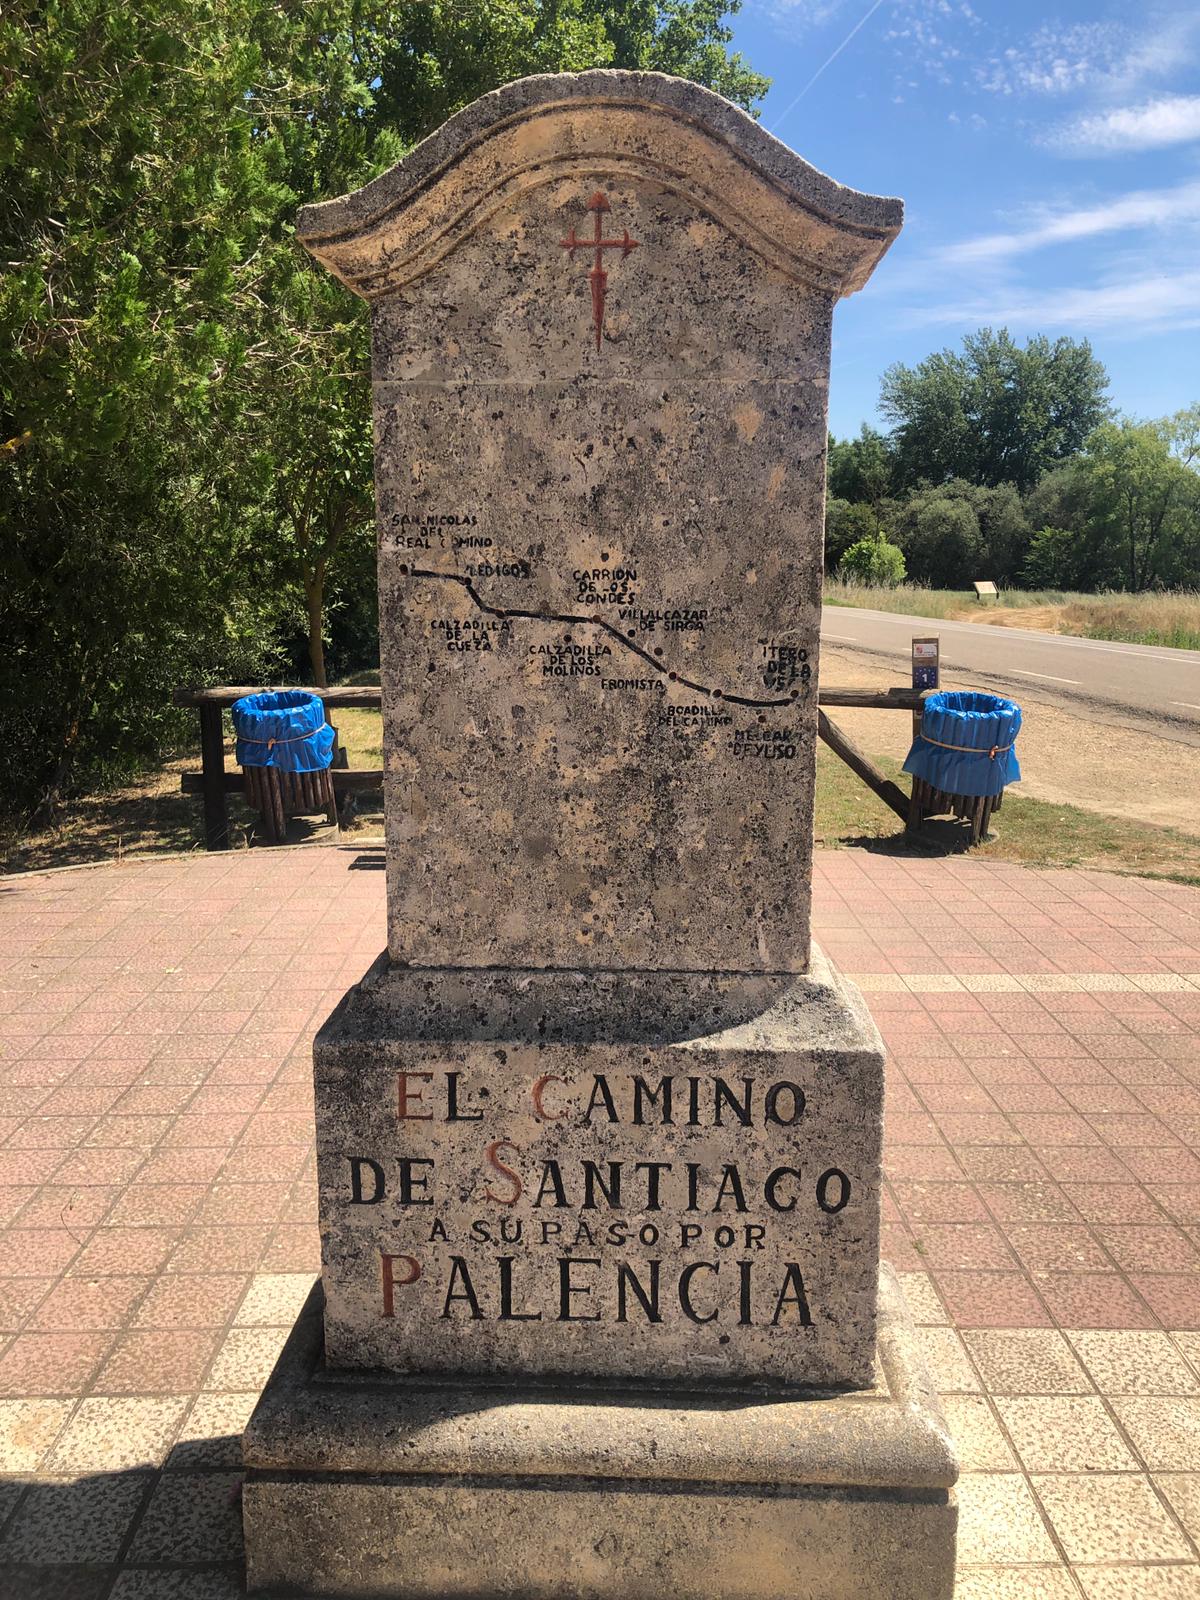 SAN NICOLAS
DEL
REAL CAMINO
LEDIGOS
CARRION
DE LOS
CONDES
CALZADILLA
DE LA
CUEZA
VILLALCAZAR
DE SIRGA
CALZADILLA
DE LOS
MOLINOS
FROMISTA
ITERO
DE LA
BOADILLA
DEL CAMINO
MELGAR
DE YUSO
EL CAMINO
DE SANTIAGO
A SU PASO POR
PALENCIA
1